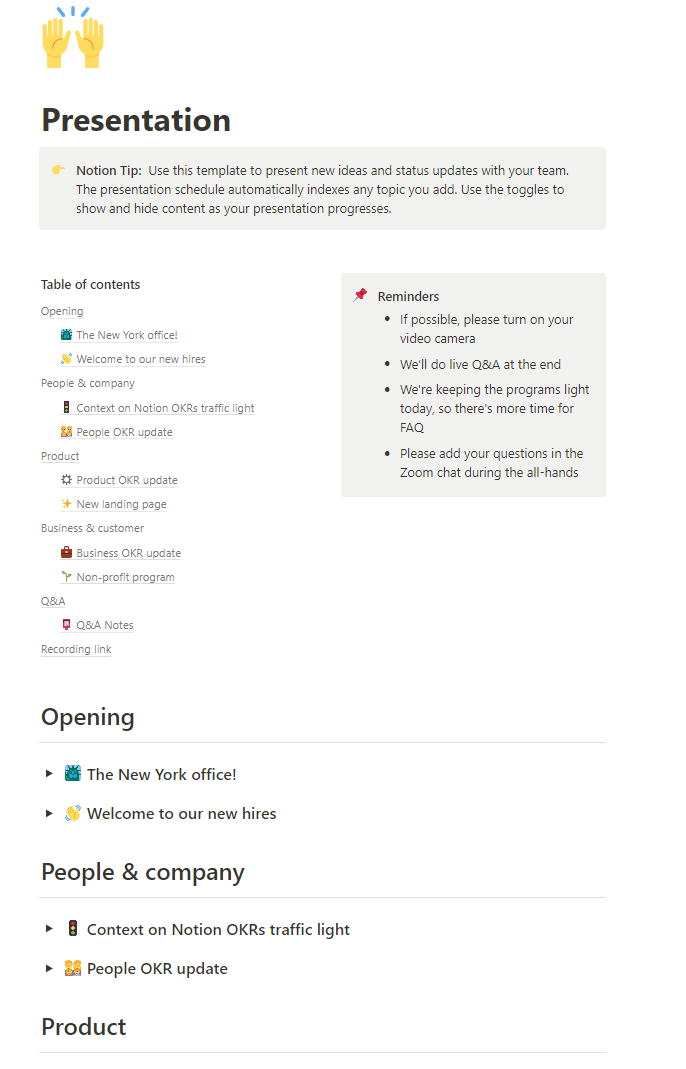 Presentation
Notion Tip:  Use this template to present new ideas and status updates with your team.
The presentation schedule automatically indexes any topic you add. Use the toggles to
show and hide content as your presentation progresses.
Table of contents
Opening
The New York office!
Welcome to our new hires
People & company
Context on Notion OKRs traffic light
People OKR update
Product
Product OKR update
New landing page
Business & customer
Business OKR update
Non-profit program
Q&A
Q&A Notes
Recording link
Reminders
• If possible, please turn on your
video camera
• We'll do live Q&A at the end
• We're keeping the programs light
today, so there's more time for
FAQ
• Please add your questions in the
Zoom chat during the all-hands
Opening
The New York office!
Welcome to our new hires
People & company
Context on Notion OKRs traffic light
People OKR update
Product